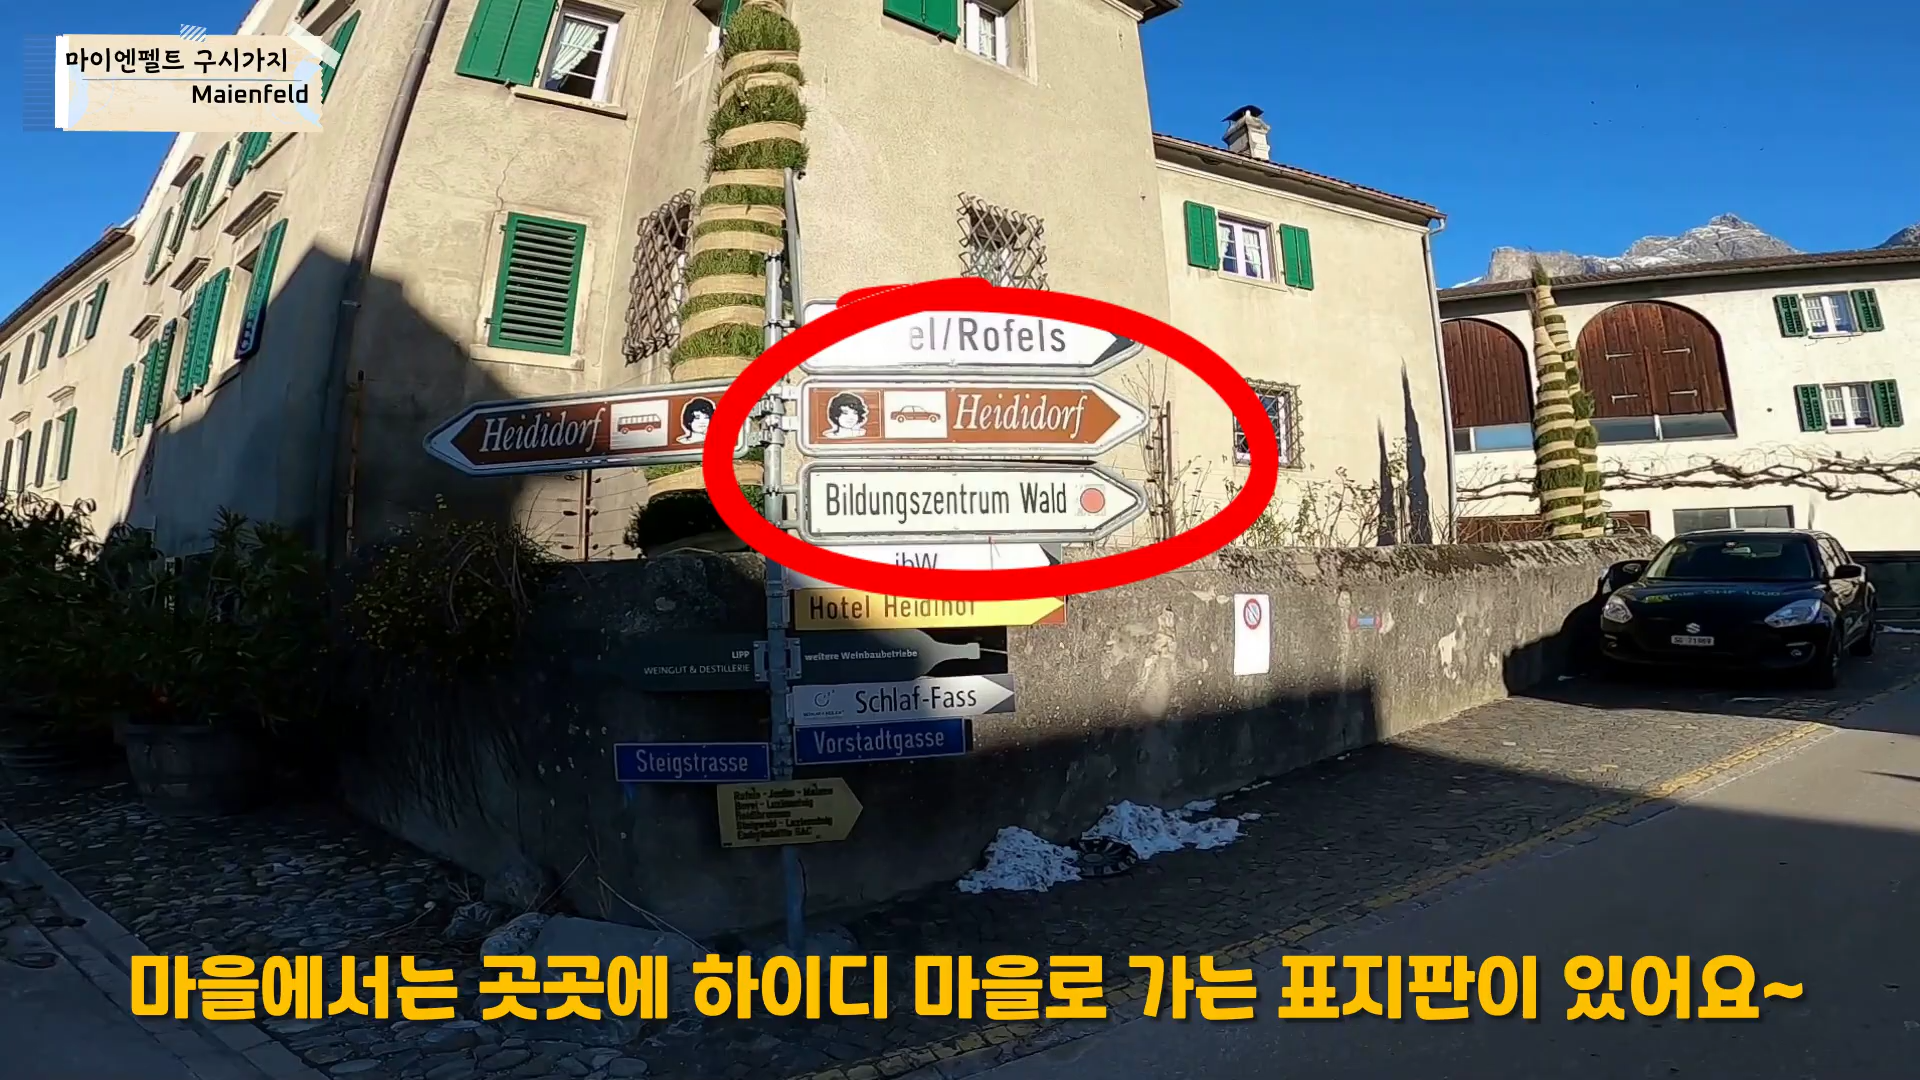 마이엔펠트 구시가지
Maienfeld
el/Rofels
Heididorf
Heididorf
Bildungszentrum Wald
ibW
Hotel Heidihof
LIPP
WEINGUT & DESTILLERIE
weitere Weinbaubetriebe
Schlaf-Fass
Vorstadtgasse
Steigstrasse
마을에서는 곳곳에 하이디 마을로 가는 표지판이 있어요~